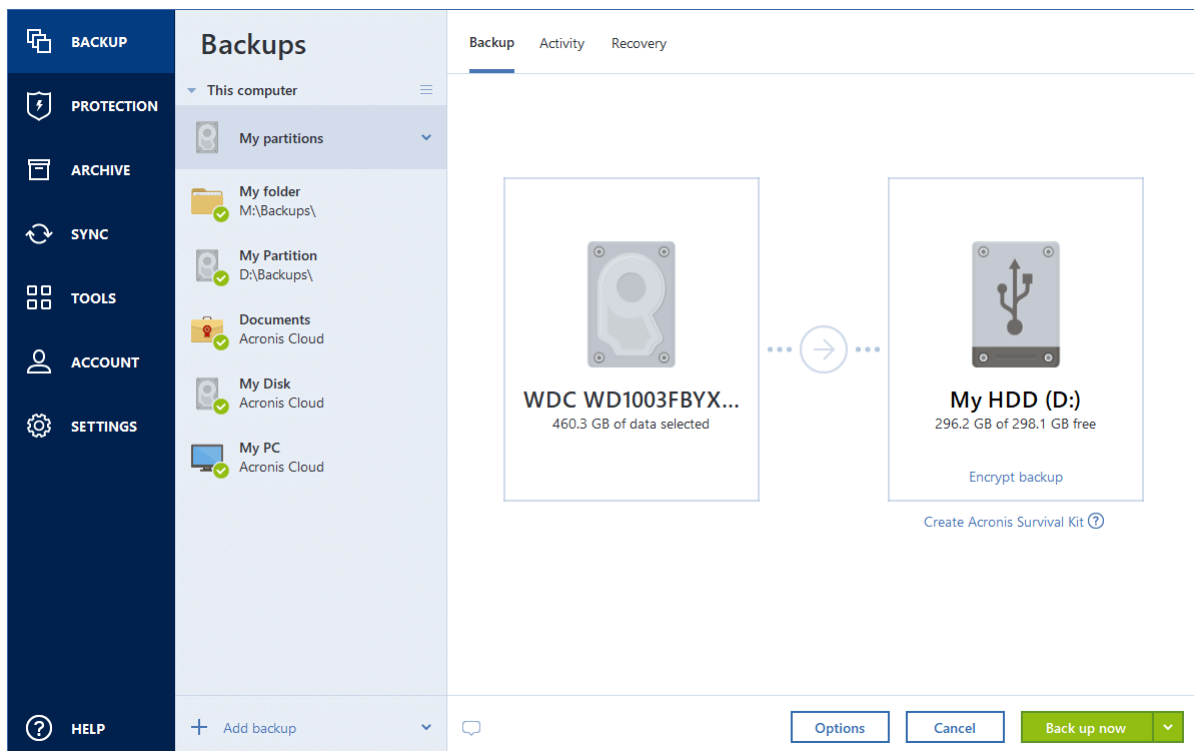 BACKUP
PROTECTION
ARCHIVE
SYNC
TOOLS
ACCOUNT
SETTINGS
HELP
Backups
This computer
My partitions
My folder
M:\Backups\
My Partition
D:\Backups\
Documents
Acronis Cloud
My Disk
Acronis Cloud
My PC
Acronis Cloud
Add backup
Backup Activity Recovery
WDC WD1003FBYX...
460.3 GB of data selected
My HDD (D:)
296.2 GB of 298.1 GB free
Encrypt backup
Create Acronis Survival Kit ?
Options Cancel Back up now